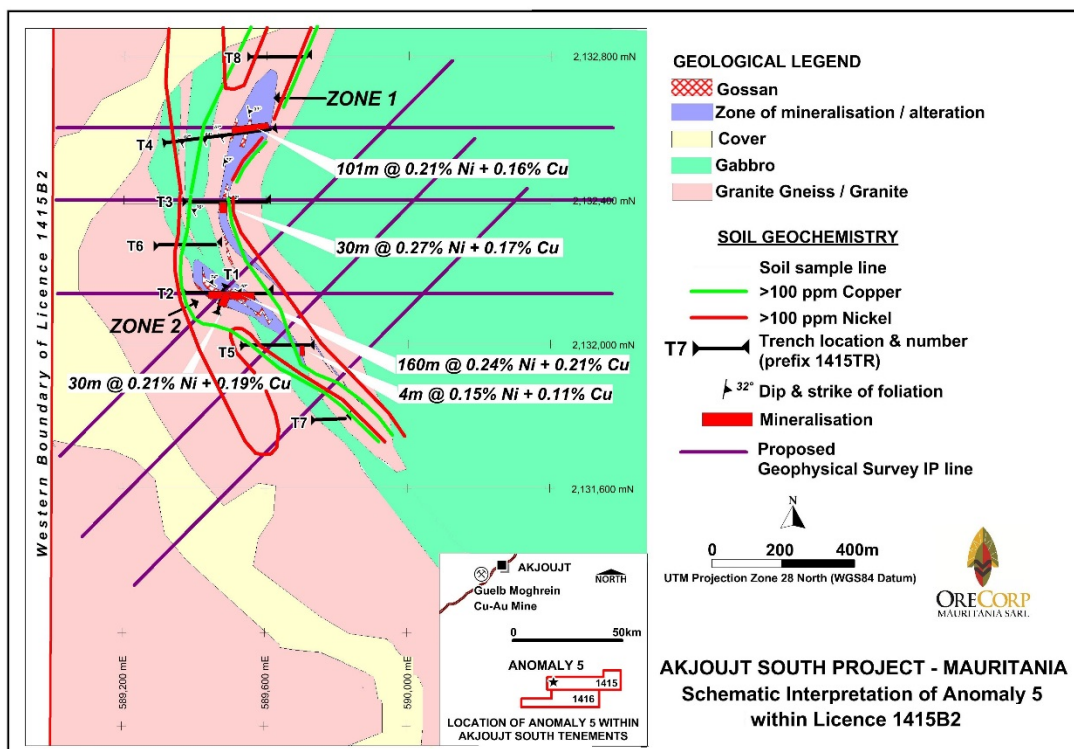 Western Boundary of Licence 1415B2
T8
2,132,800 mN
ZONE 1
T4
101m @ 0.21% Ni + 0.16% Cu
T3
2,132,400 mN
30m @ 0.27% Ni + 0.17% Cu
T6
T1
T2
ZONE 2
T5
2,132,000 mN
160m @ 0.24% Ni + 0.21% Cu
30m @ 0.21% Ni + 0.19% Cu
4m @ 0.15% Ni + 0.11% Cu
T7
2,131,600 mN
589,200 mE
589,600 mE
590,000 mE
AKJOUJT
NORTH
Guelb Moghrein
Cu-Au Mine
0 50km
ANOMALY 5
1415
1416
LOCATION OF ANOMALY 5 WITHIN
AKJOUJT SOUTH TENEMENTS
GEOLOGICAL LEGEND
Gossan
Zone of mineralisation / alteration
Cover
Gabbro
Granite Gneiss / Granite
SOIL GEOCHEMISTRY
Soil sample line
>100 ppm Copper
>100 ppm Nickel
T7 Trench location & number
(prefix 1415TR)
32° Dip & strike of foliation
Mineralisation
Proposed
Geophysical Survey IP line
N
0 200 400m
UTM Projection Zone 28 North (WGS84 Datum)
ORECORP
MAURITANIA SARL
AKJOUJT SOUTH PROJECT - MAURITANIA
Schematic Interpretation of Anomaly 5
within Licence 1415B2